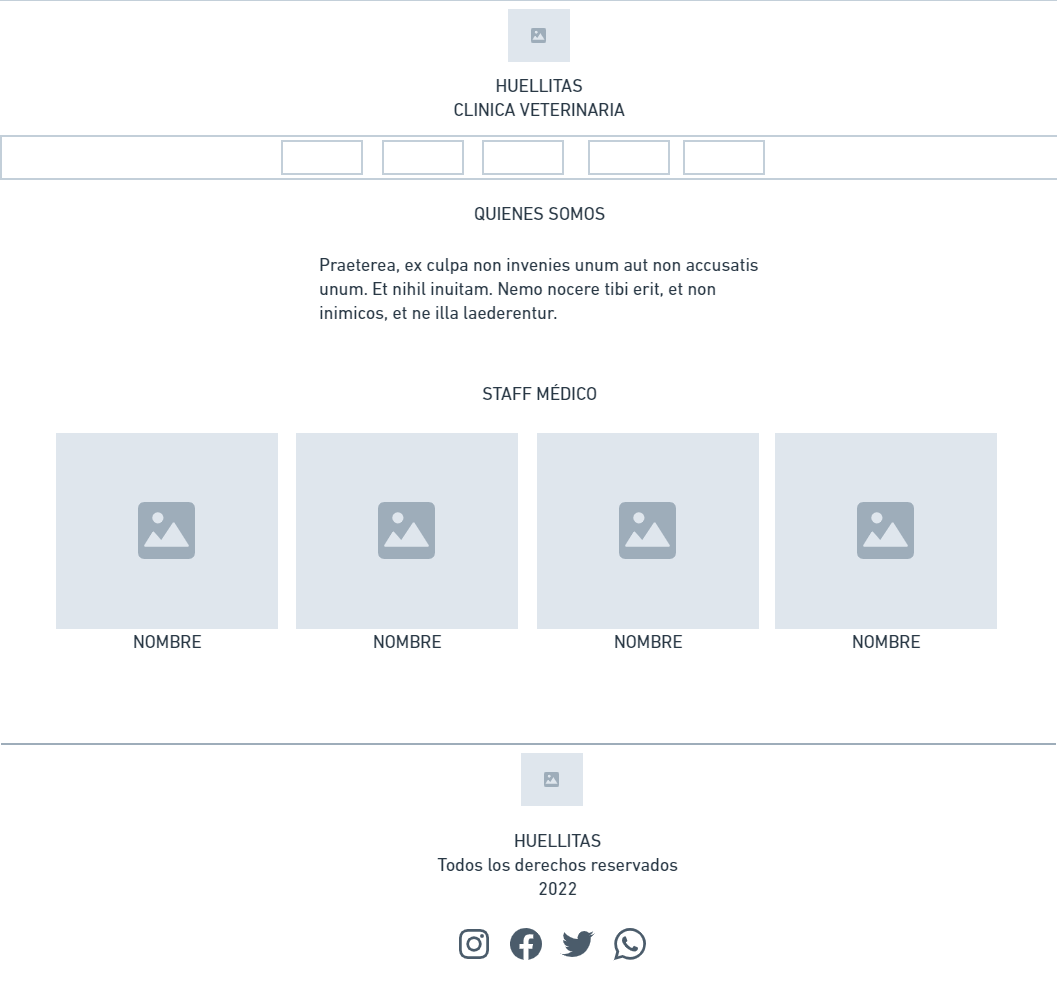 HUELLITAS
CLINICA VETERINARIA
QUIENES SOMOS
Praeterea, ex culpa non invenies unum aut non accusatis
unum. Et nihil inuitam. Nemo nocere tibi erit, et non
inimicos, et ne illa laederentur.
STAFF MÉDICO
NOMBRE
NOMBRE
NOMBRE
NOMBRE
HUELLITAS
Todos los derechos reservados
2022